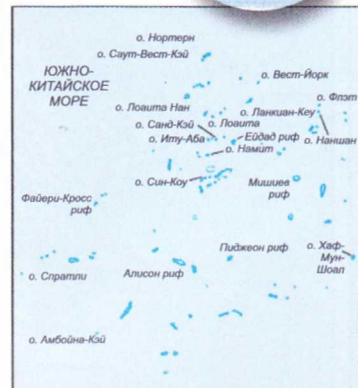 о. Нортерн
о. Саут-Вест-Кэй
ЮЖНО-
КИТАЙСКОЕ
МОРЕ
о. Вест-Йорк
о. Флэт
о. Лоаита Нан
о. Ланкиан-Кеу
о. Санд-Кэй
о. Лоаита
о. Иту-Аба
Ейдад риф
о. Намит
о. Наншан
о. Син-Коу
Мишиев
риф
Файери-Кросс
риф
Пиджеон риф
о. Хаф-
Мун-
Шоал
о. Спратли
Алисон риф
о. Амбойна-Кэй